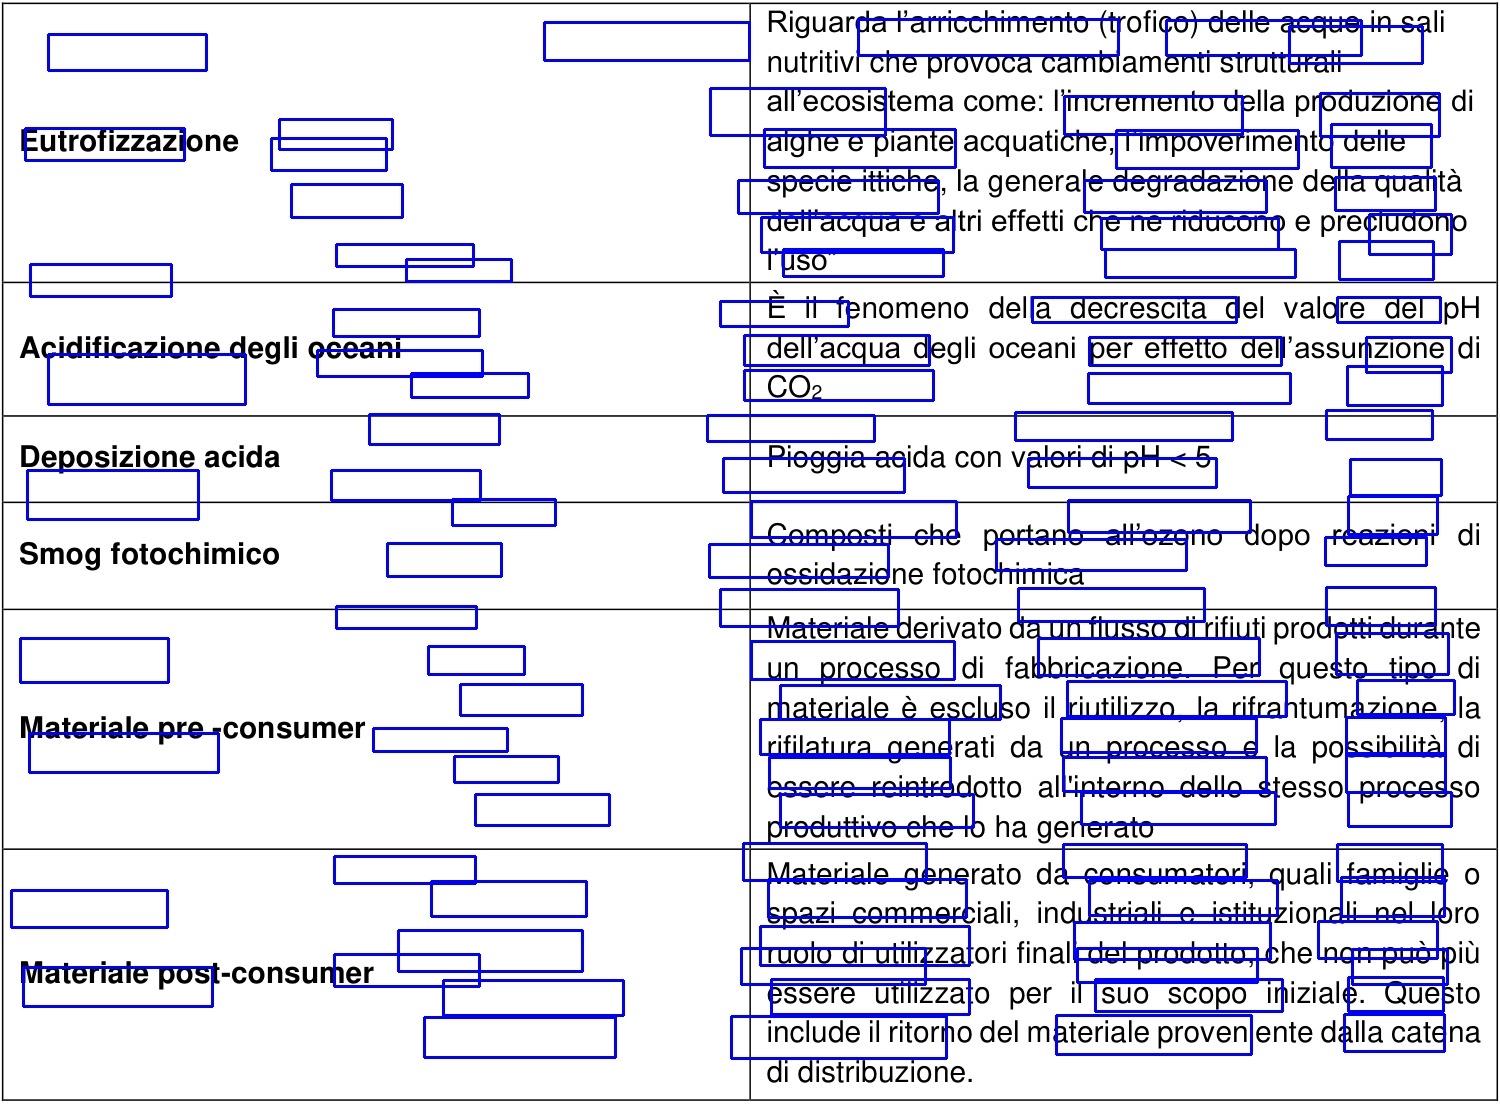 Eutrofizzazione
Riguarda l'arricchimento (trofico) delle acque in sali
nutritivi che provoca cambiamenti strutturali
all'ecosistema come: l'incremento della produzione di
alghe e piante acquatiche, l'impoverimento delle
specie ittiche, la generale degradazione della qualità
dell'acqua e altri effetti che ne riducono e precludono
l'uso"
Acidificazione degli oceani
È il fenomeno della decrescita del valore del pH
dell'acqua degli oceani per effetto dell'assunzione di
CO₂
Deposizione acida
Pioggia acida con valori di pH < 5
Smog fotochimico
Composti che portano all'ozono dopo reazioni di
ossidazione fotochimica
Materiale pre -consumer
Materiale derivato da un flusso di rifiuti prodotti durante
un processo di fabbricazione. Per questo tipo di
materiale è escluso il riutilizzo, la rifrantumazione, la
rifilatura generati da un processo e la possibilità di
essere reintrodotto all'interno dello stesso processo
produttivo che lo ha generato
Materiale post-consumer
Materiale generato da consumatori, quali famiglie o
spazi commerciali, industriali e istituzionali nel loro
ruolo di utilizzatori finali del prodotto, che non può più
essere utilizzato per il suo scopo iniziale. Questo
include il ritorno del materiale proveniente dalla catena
di distribuzione.